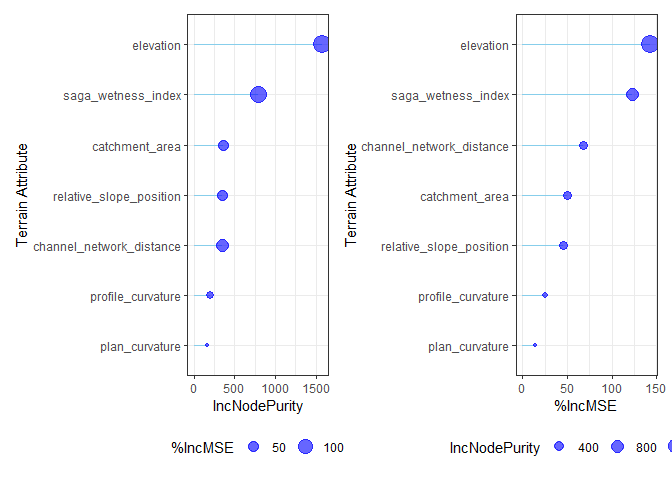 elevation
saga_wetness_index
catchment_area
relative_slope_position
channel_network_distance
profile_curvature
plan_curvature
Terrain Attribute
0 500 1000 1500
IncNodePurity
%IncMSE 50 100
elevation
saga_wetness_index
channel_network_distance
catchment_area
relative_slope_position
profile_curvature
plan_curvature
Terrain Attribute
0 50 100 150
%IncMSE
IncNodePurity 400 800